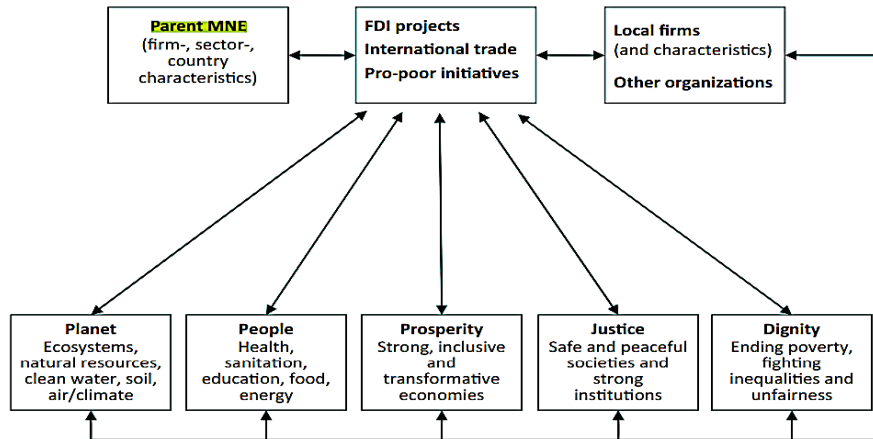 Parent MNE
(firm-, sector-,
country
characteristics)
FDI projects
International trade
Pro-poor initiatives
Local firms
(and characteristics)
Other organizations
Planet
Ecosystems,
natural resources,
clean water, soil,
air/climate
People
Health,
sanitation,
education, food,
energy
Prosperity
Strong, inclusive
and
transformative
economies
Justice
Safe and peaceful
societies and
strong
institutions
Dignity
Ending poverty,
fighting
inequalities and
unfairness